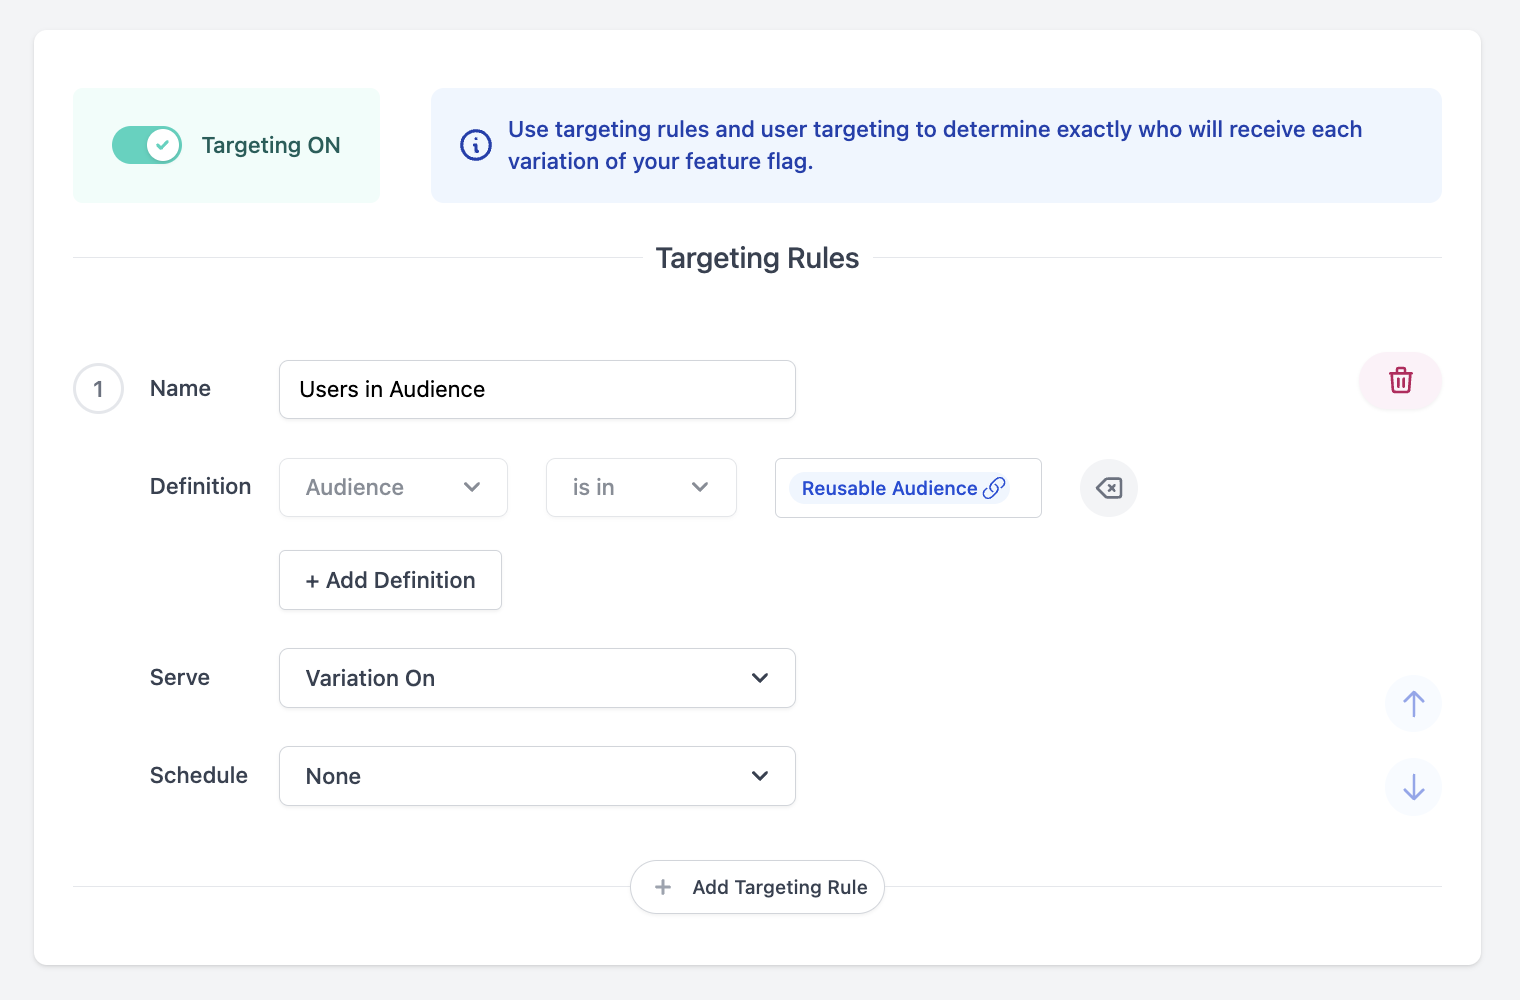 Targeting ON
Use targeting rules and user targeting to determine exactly who will receive each
variation of your feature flag.
Targeting Rules
1 Name Users in Audience
Definition Audience is in Reusable Audience
+ Add Definition
Serve Variation On
Schedule None
+ Add Targeting Rule